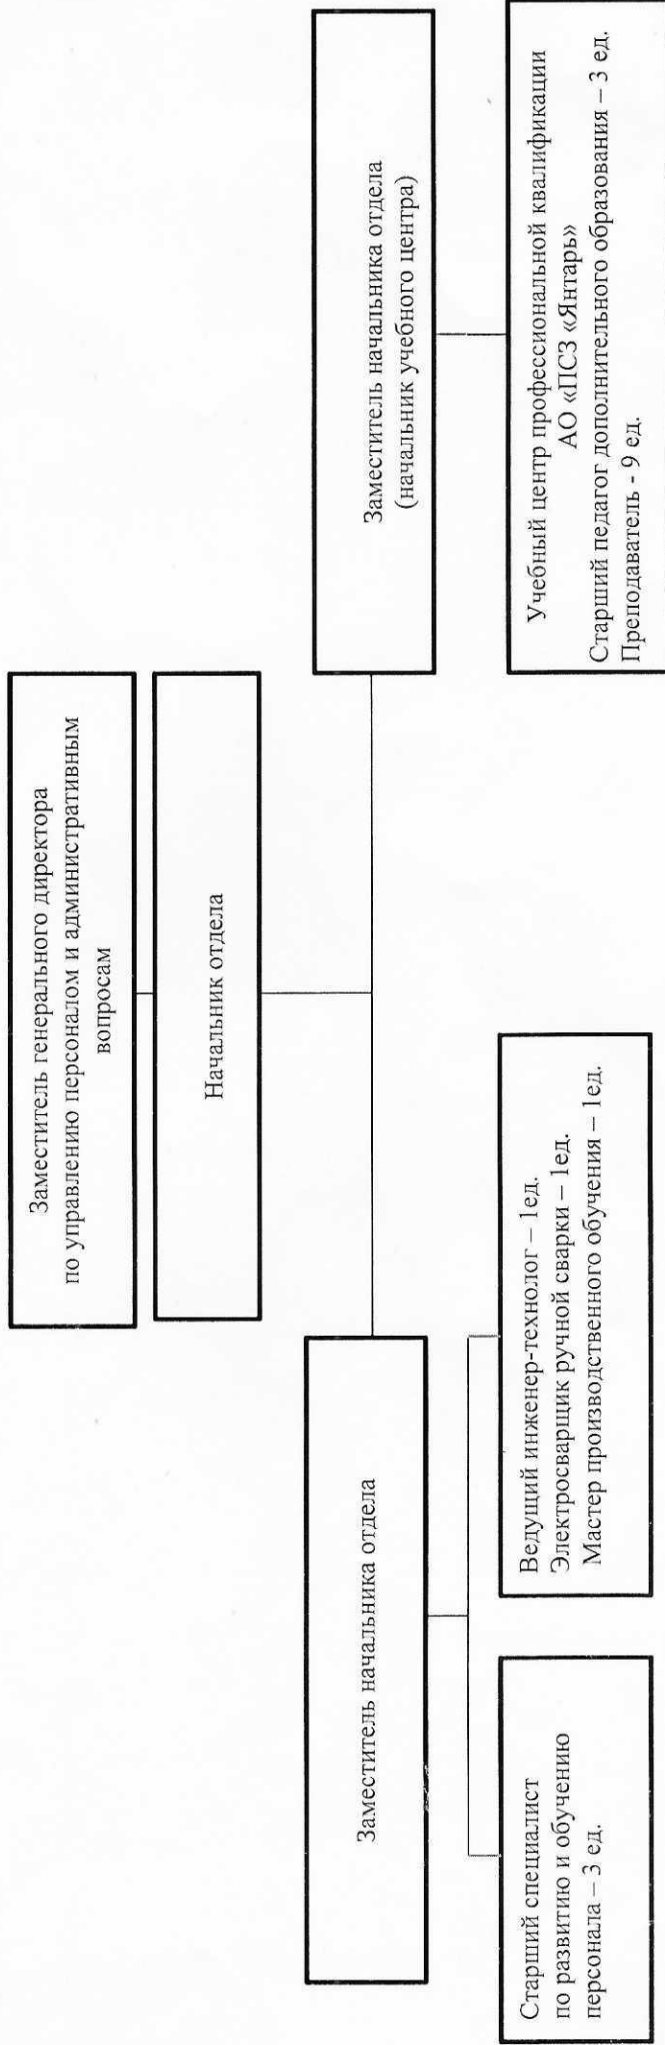 Заместитель генерального директора
по управлению персоналом и административным
вопросам
Начальник отдела
Заместитель начальника отдела
Заместитель начальника отдела
(начальник учебного центра)
Старший специалист
по развитию и обучению
персонала – 3 ед.
Ведущий инженер-технолог – 1ед.
Электросварщик ручной сварки – 1ед.
Мастер производственного обучения – 1ед.
Учебный центр профессиональной квалификации
АО «ПСЗ «Янтарь»
Старший педагог дополнительного образования – 3 ед.
Преподаватель - 9 ед.